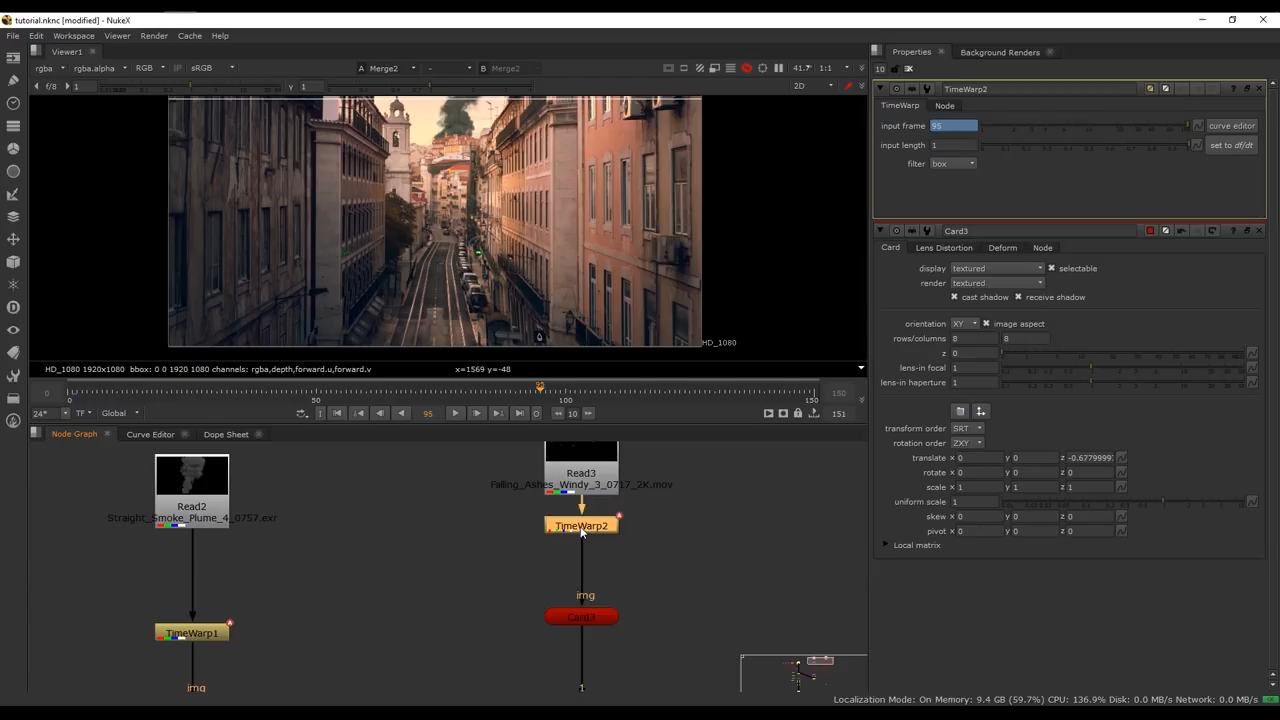 tutorial.nknc [modified] - NukeX
File Edit Workspace Viewer Render Cache Help
Viewer1
rgba rgba.alpha RGB IP sRGB A Merge2 - B Merge2 41.7 1:1
f/8 1 Y 1 2D
HD_1080
HD_1080 1920x1080 bbox: 0 0 1920 1080 channels: rgba,depth,forward.u,forward.v x=1569 y=-48
0 0 50 95 100 150 150
24* TF Global 95 10 151
Node Graph Curve Editor Dope Sheet
Read2
Straight_Smoke_Plume_4_0757.exr
TimeWarp1
img
Read3
Falling_Ashes_Windy_3_0717_2K.mov
TimeWarp2
img
Card3
1
Properties Background Renders
10
TimeWarp2
TimeWarp Node
input frame 95 curve editor
input length 1 set to df/dt
filter box
Card3
Card Lens Distortion Deform Node
display textured selectable
render textured
cast shadow receive shadow
orientation XY image aspect
rows/columns 8 8
z 0
lens-in focal 1
lens-in haperture 1
transform order SRT
rotation order ZXY
translate x 0 y 0 z -0.6779999
rotate x 0 y 0 z 0
scale x 1 y 1 z 1
uniform scale 1
skew x 0 y 0 z 0
pivot x 0 y 0 z 0
Local matrix
Localization Mode: On Memory: 9.4 GB (59.7%) CPU: 136.9% Disk: 0.0 MB/s Network: 0.0 MB/s